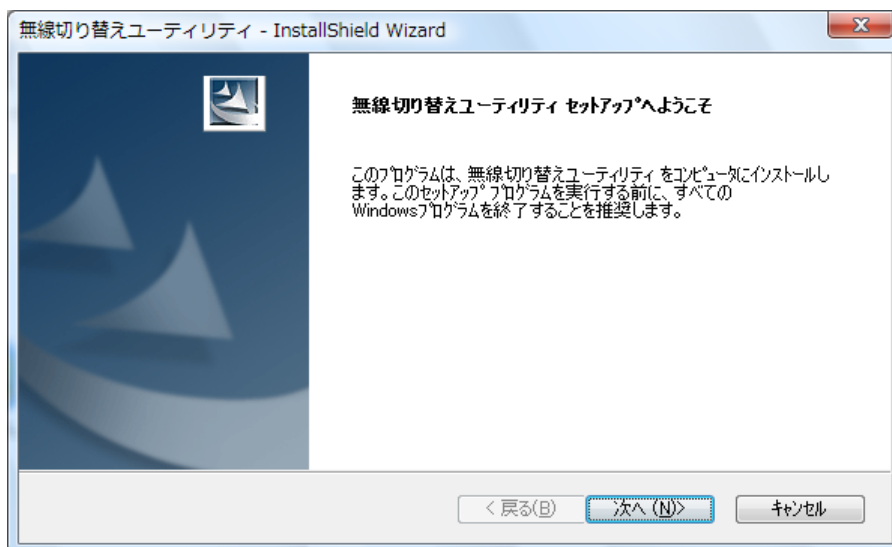 無線切り替えユーティリティ - InstallShield Wizard
無線切り替えユーティリティ セットアップへようこそ
このプログラムは、無線切り替えユーティリティ をコンピュータにインストールし
ます。このセットアップ プログラムを実行する前に、すべての
Windowsプログラムを終了することを推奨します。
< 戻る(B)
次へ (N)>
キャンセル